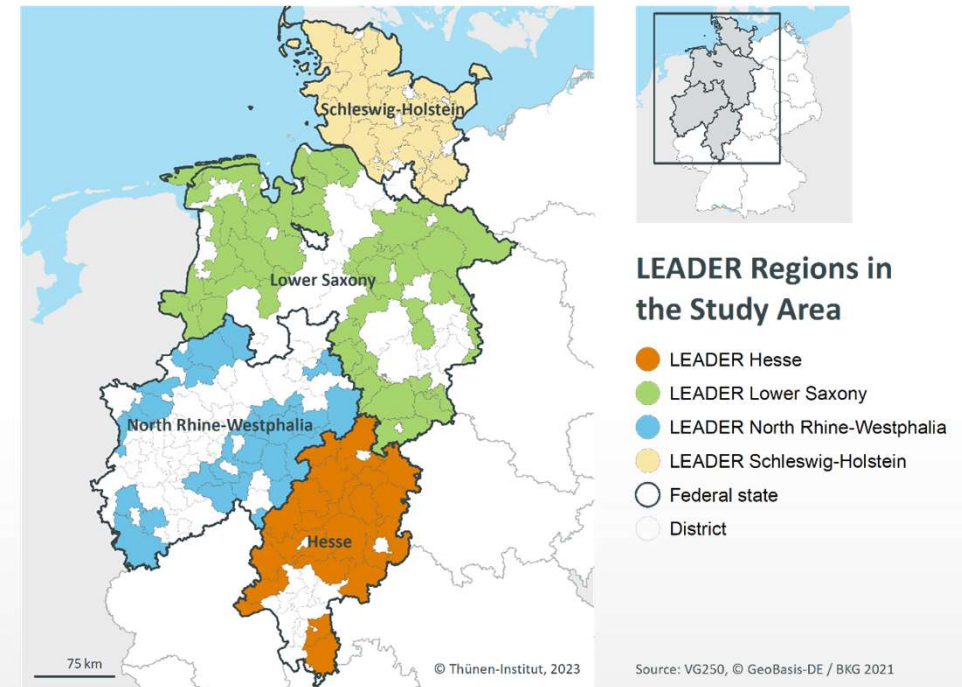 Schleswig-Holstein
Lower Saxony
North Rhine-Westphalia
Hesse
75 km
© Thünen-Institut, 2023
LEADER Regions in
the Study Area
LEADER Hesse
LEADER Lower Saxony
LEADER North Rhine-Westphalia
LEADER Schleswig-Holstein
Federal state
District
Source: VG250, © GeoBasis-DE / BKG 2021